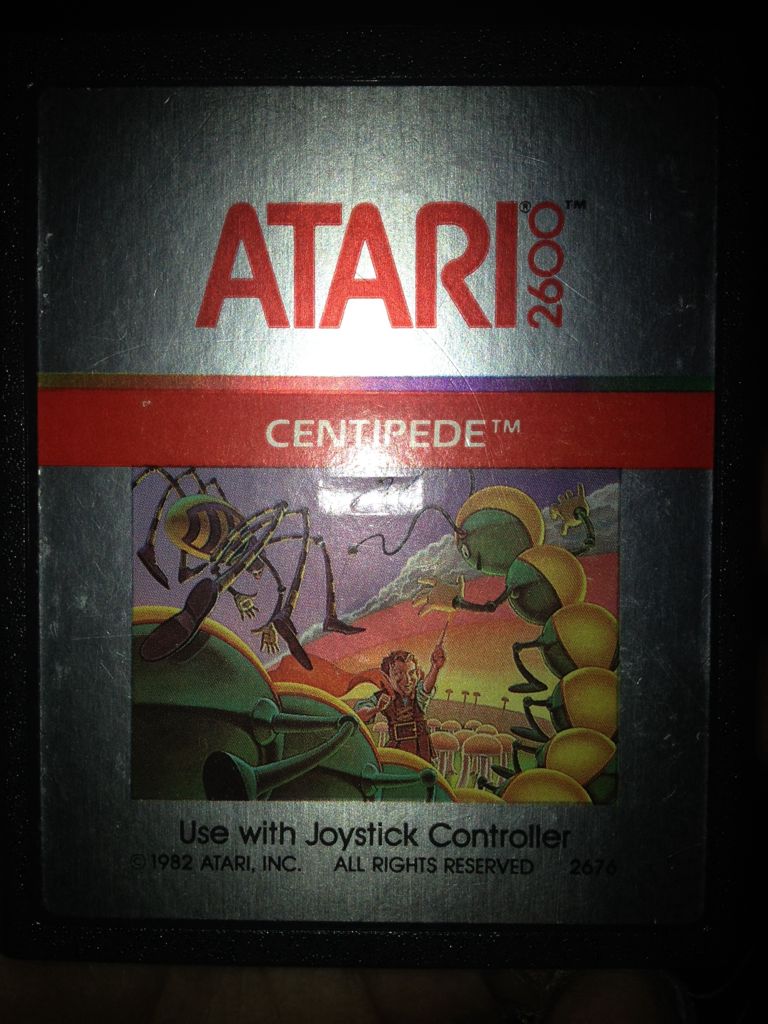 ATARI® 2600™
CENTIPEDE™
Use with Joystick Controller
©1982 ATARI, INC. ALL RIGHTS RESERVED 2676